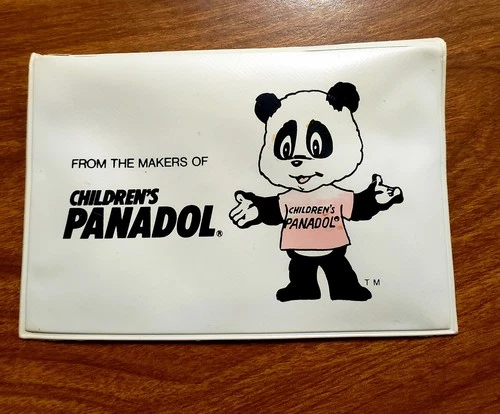 FROM THE MAKERS OF
CHILDREN'S
PANADOL®
CHILDREN'S
PANADOL®
TM